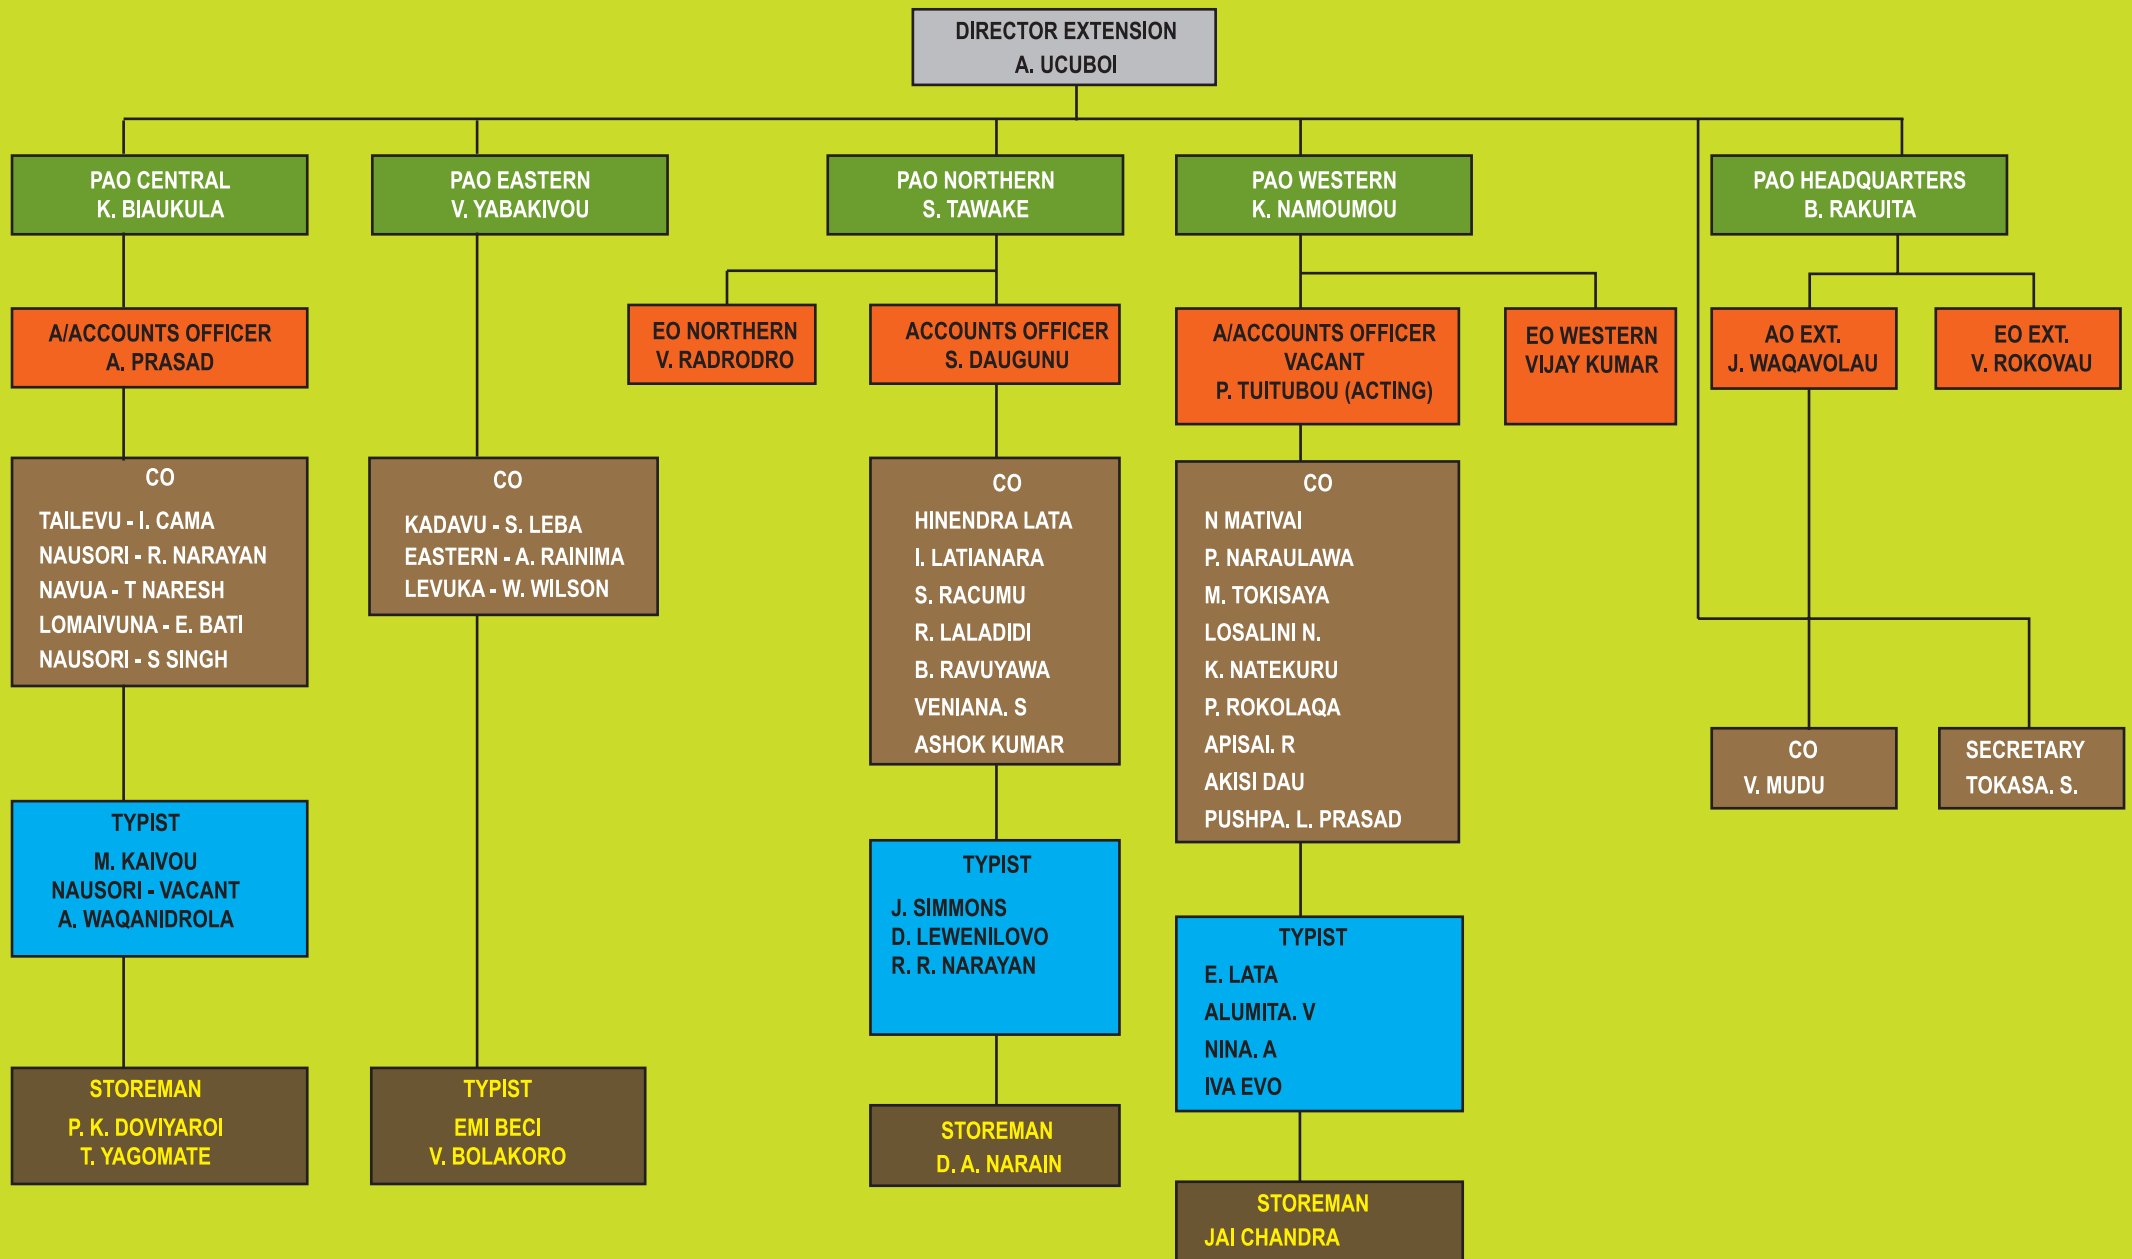 DIRECTOR EXTENSION
A. UCUBOI
PAO CENTRAL
K. BIAUKULA
PAO EASTERN
V. YABAKIVOU
PAO NORTHERN
S. TAWAKE
PAO WESTERN
K. NAMOUMOU
PAO HEADQUARTERS
B. RAKUITA
A/ACCOUNTS OFFICER
A. PRASAD
EO NORTHERN
V. RADRODRO
ACCOUNTS OFFICER
S. DAUGUNU
A/ACCOUNTS OFFICER
VACANT
P. TUITUBOU (ACTING)
EO WESTERN
VIJAY KUMAR
AO EXT.
J. WAQAVOLAU
EO EXT.
V. ROKOVAU
CO
TAILEVU - I. CAMA
NAUSORI - R. NARAYAN
NAVUA - T NARESH
LOMAIVUNA - E. BATI
NAUSORI - S SINGH
CO
KADAVU - S. LEBA
EASTERN - A. RAINIMA
LEVUKA - W. WILSON
CO
HINENDRA LATA
I. LATIANARA
S. RACUMU
R. LALADIDI
B. RAVUYAWA
VENIANA. S
ASHOK KUMAR
CO
N MATIVAI
P. NARAULAWA
M. TOKISAYA
LOSALINI N.
K. NATEKURU
P. ROKOLAQA
APISAI. R
AKISI DAU
PUSHPA. L. PRASAD
CO
V. MUDU
SECRETARY
TOKASA. S.
TYPIST
M. KAIVOU
NAUSORI - VACANT
A. WAQANIDROLA
TYPIST
J. SIMMONS
D. LEWENILOVO
R. R. NARAYAN
TYPIST
E. LATA
ALUMITA. V
NINA. A
IVA EVO
STOREMAN
P. K. DOVIYAROI
T. YAGOMATE
TYPIST
EMI BECI
V. BOLAKORO
STOREMAN
D. A. NARAIN
STOREMAN
JAI CHANDRA